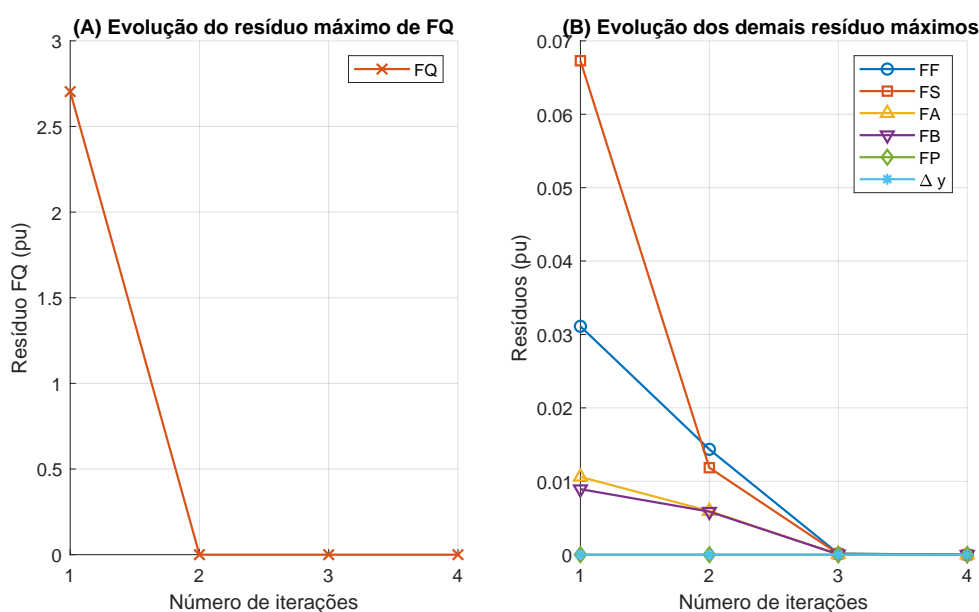 (A) Evolução do resíduo máximo de FQ
3
2.5
2
1.5
1
0.5
0
1
2
3
4
Resíduo FQ (pu)
Número de iterações
FQ
(B) Evolução dos demais resíduo máximos
0.07
0.06
0.05
0.04
0.03
0.02
0.01
0
1
2
3
4
Resíduos (pu)
Número de iterações
FF
FS
FA
FB
FP
Δ y